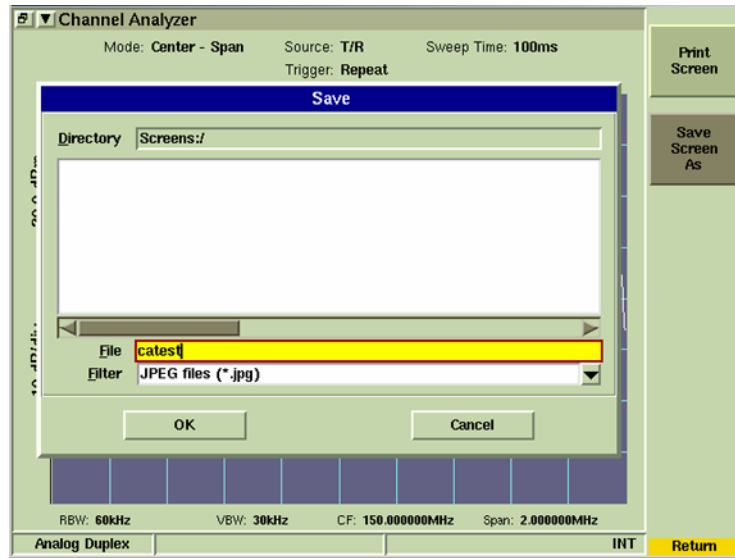 Channel Analyzer
Mode: Center - Span Source: T/R Sweep Time: 100ms
Trigger: Repeat
Print
Screen
Save
Screen
As
Save
Directory Screens:/
File catest
Filter JPEG files (*.jpg)
OK Cancel
RBW: 60kHz VBW: 30kHz CF: 150.000000MHz Span: 2.000000MHz
Analog Duplex INT
Return